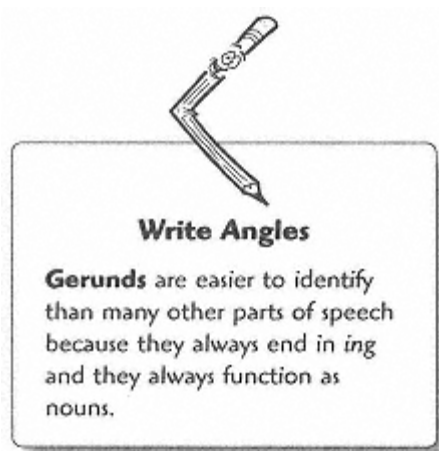 Write Angles
Gerunds are easier to identify
than many other parts of speech
because they always end in ing
and they always function as
nouns.